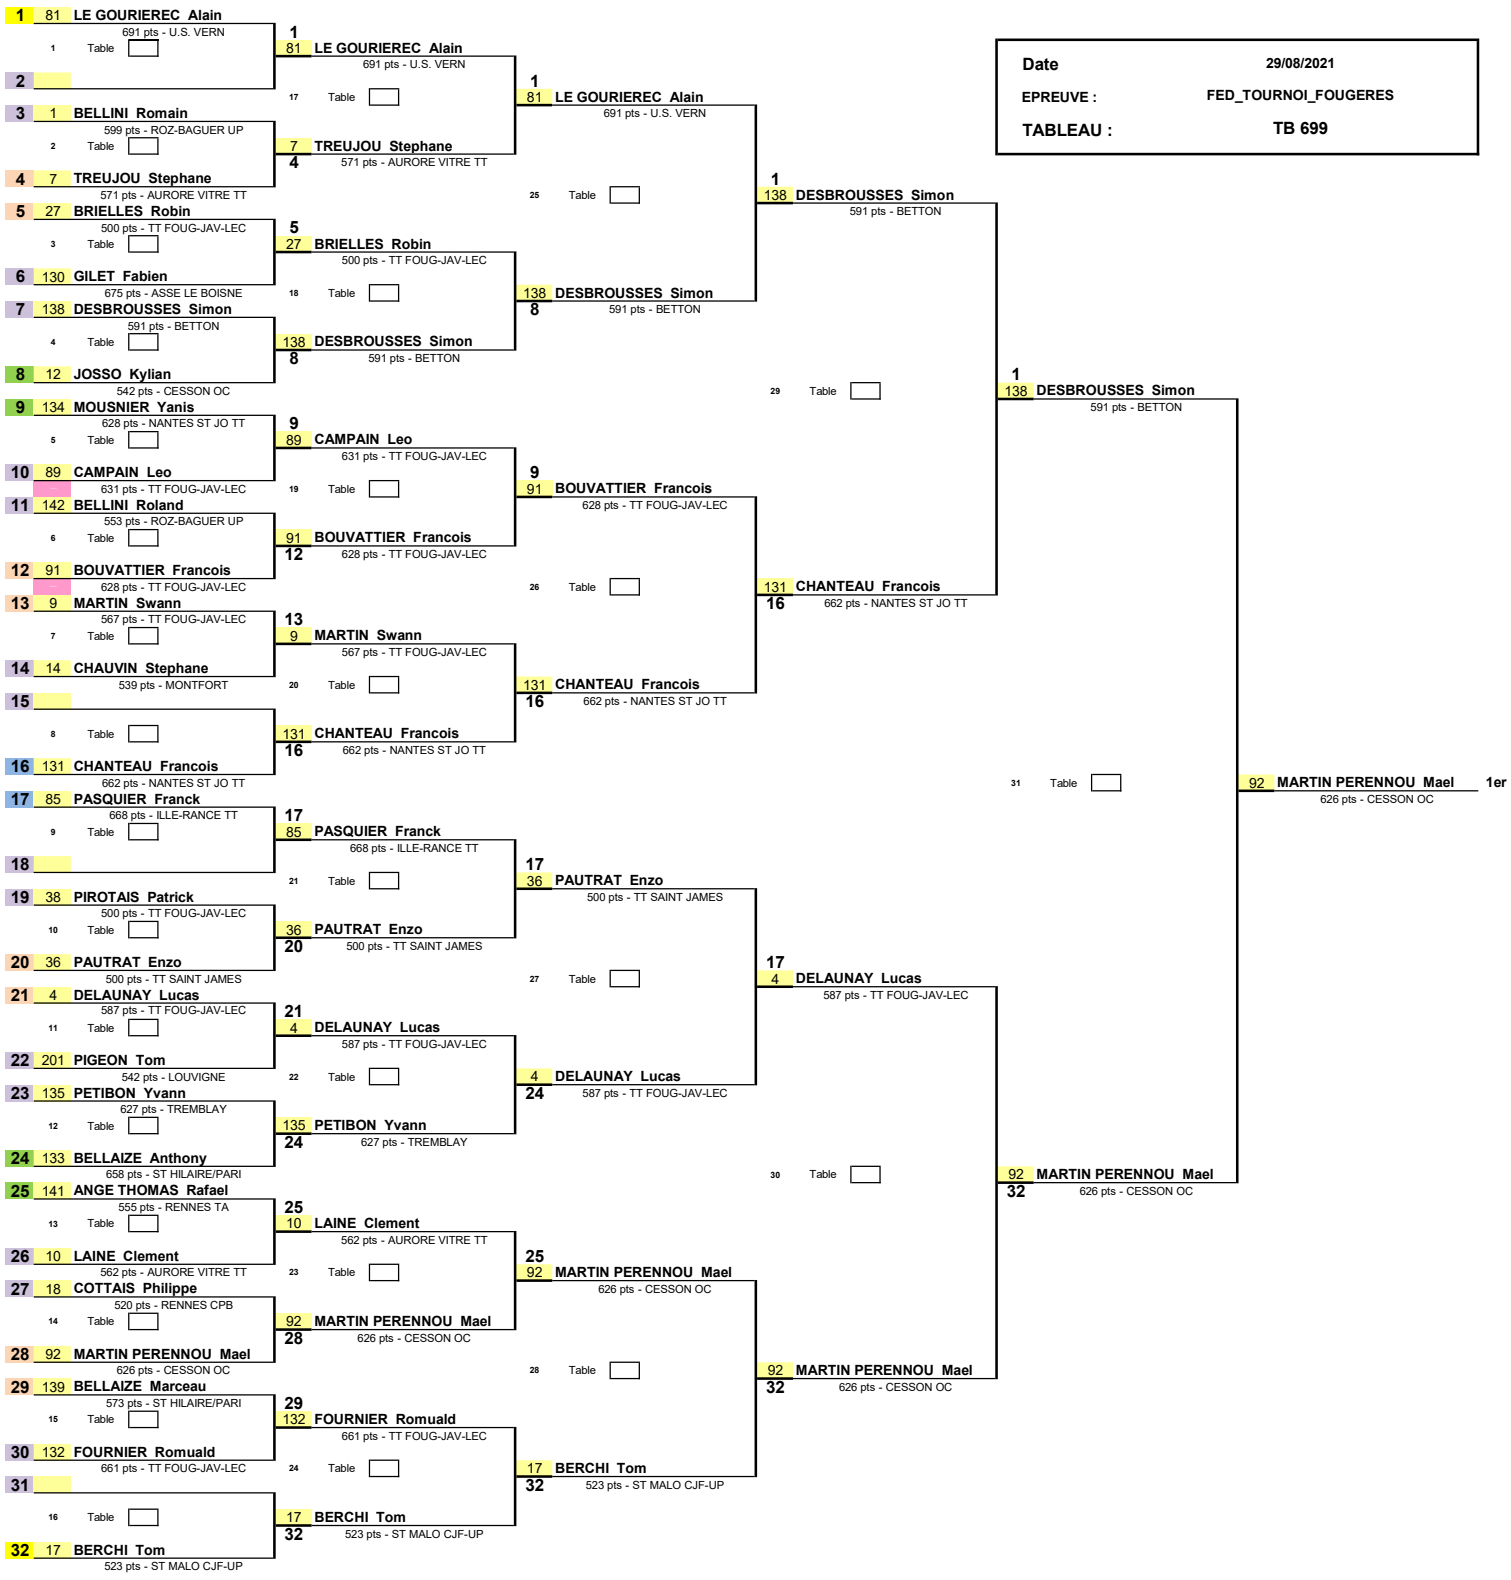 1 81 LE GOURIEREC Alain
691 pts - U.S. VERN
1 Table
2
3 1 BELLINI Romain
599 pts - ROZ-BAGUER UP
2 Table
4 7 TREUJOU Stephane
571 pts - AURORE VITRE TT
5 27 BRIELLES Robin
500 pts - TT FOUG-JAV-LEC
3 Table
6 130 GILET Fabien
675 pts - ASSE LE BOISNE
7 138 DESBROUSSES Simon
591 pts - BETTON
4 Table
8 12 JOSSO Kylian
542 pts - CESSON OC
9 134 MOUSNIER Yanis
628 pts - NANTES ST JO TT
5 Table
10 89 CAMPAIN Leo
631 pts - TT FOUG-JAV-LEC
11 142 BELLINI Roland
553 pts - ROZ-BAGUER UP
6 Table
12 91 BOUVATTIER Francois
628 pts - TT FOUG-JAV-LEC
13 9 MARTIN Swann
567 pts - TT FOUG-JAV-LEC
7 Table
14 14 CHAUVIN Stephane
539 pts - MONTFORT
15
8 Table
16 131 CHANTEAU Francois
662 pts - NANTES ST JO TT
17 85 PASQUIER Franck
668 pts - ILLE-RANCE TT
9 Table
18
19 38 PIROTAIS Patrick
500 pts - TT FOUG-JAV-LEC
10 Table
20 36 PAUTRAT Enzo
500 pts - TT SAINT JAMES
21 4 DELAUNAY Lucas
587 pts - TT FOUG-JAV-LEC
11 Table
22 201 PIGEON Tom
542 pts - LOUVIGNE
23 135 PETIBON Yvann
627 pts - TREMBLAY
12 Table
24 133 BELLAIZE Anthony
658 pts - ST HILAIRE/PARI
25 141 ANGE THOMAS Rafael
555 pts - RENNES TA
13 Table
26 10 LAINE Clement
562 pts - AURORE VITRE TT
27 18 COTTAIS Philippe
520 pts - RENNES CPB
14 Table
28 92 MARTIN PERENNOU Mael
626 pts - CESSON OC
29 139 BELLAIZE Marceau
573 pts - ST HILAIRE/PARI
15 Table
30 132 FOURNIER Romuald
661 pts - TT FOUG-JAV-LEC
31
16 Table
32 17 BERCHI Tom
523 pts - ST MALO CJF-UP
1
81 LE GOURIEREC Alain
691 pts - U.S. VERN
17 Table
7 TREUJOU Stephane
4 571 pts - AURORE VITRE TT
5
27 BRIELLES Robin
500 pts - TT FOUG-JAV-LEC
18 Table
138 DESBROUSSES Simon
8 591 pts - BETTON
9
89 CAMPAIN Leo
631 pts - TT FOUG-JAV-LEC
19 Table
91 BOUVATTIER Francois
12 628 pts - TT FOUG-JAV-LEC
13
9 MARTIN Swann
567 pts - TT FOUG-JAV-LEC
20 Table
131 CHANTEAU Francois
16 662 pts - NANTES ST JO TT
17
85 PASQUIER Franck
668 pts - ILLE-RANCE TT
21 Table
36 PAUTRAT Enzo
20 500 pts - TT SAINT JAMES
21
4 DELAUNAY Lucas
587 pts - TT FOUG-JAV-LEC
22 Table
135 PETIBON Yvann
24 627 pts - TREMBLAY
25
10 LAINE Clement
562 pts - AURORE VITRE TT
23 Table
92 MARTIN PERENNOU Mael
28 626 pts - CESSON OC
29
132 FOURNIER Romuald
661 pts - TT FOUG-JAV-LEC
24 Table
17 BERCHI Tom
32 523 pts - ST MALO CJF-UP
1
81 LE GOURIEREC Alain
691 pts - U.S. VERN
25 Table
138 DESBROUSSES Simon
8 591 pts - BETTON
9
91 BOUVATTIER Francois
628 pts - TT FOUG-JAV-LEC
26 Table
131 CHANTEAU Francois
16 662 pts - NANTES ST JO TT
17
36 PAUTRAT Enzo
500 pts - TT SAINT JAMES
27 Table
4 DELAUNAY Lucas
24 587 pts - TT FOUG-JAV-LEC
25
92 MARTIN PERENNOU Mael
626 pts - CESSON OC
28 Table
17 BERCHI Tom
32 523 pts - ST MALO CJF-UP
1
138 DESBROUSSES Simon
591 pts - BETTON
29 Table
131 CHANTEAU Francois
16 662 pts - NANTES ST JO TT
17
4 DELAUNAY Lucas
587 pts - TT FOUG-JAV-LEC
30 Table
92 MARTIN PERENNOU Mael
32 626 pts - CESSON OC
Date 29/08/2021
EPREUVE : FED_TOURNOI_FOUGERES
TABLEAU : TB 699
1
138 DESBROUSSES Simon
591 pts - BETTON
31 Table
92 MARTIN PERENNOU Mael
32 626 pts - CESSON OC
92 MARTIN PERENNOU Mael 1er
626 pts - CESSON OC